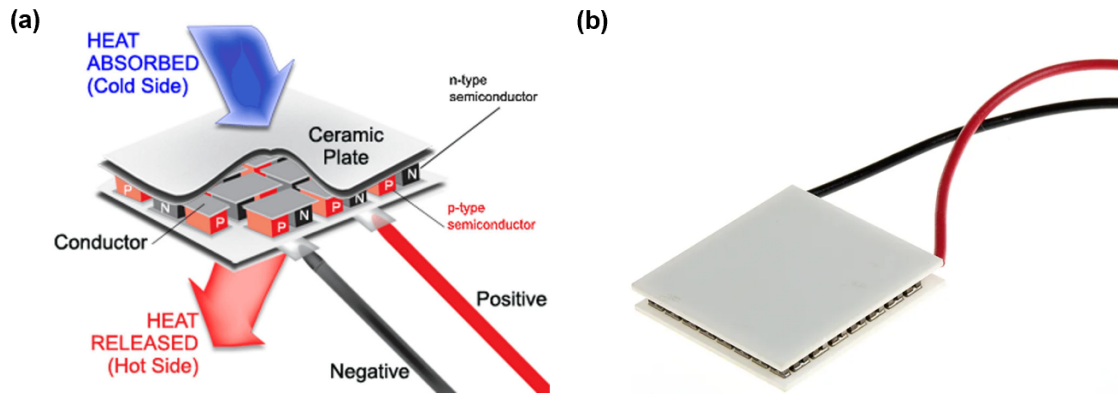 (a)
HEAT
ABSORBED
(Cold Side)
n-type
semiconductor
Ceramic
Plate
P
N
P
P
N
P
N
P
N
p-type
semiconductor
Conductor
Positive
HEAT
RELEASED
(Hot Side)
Negative
(b)